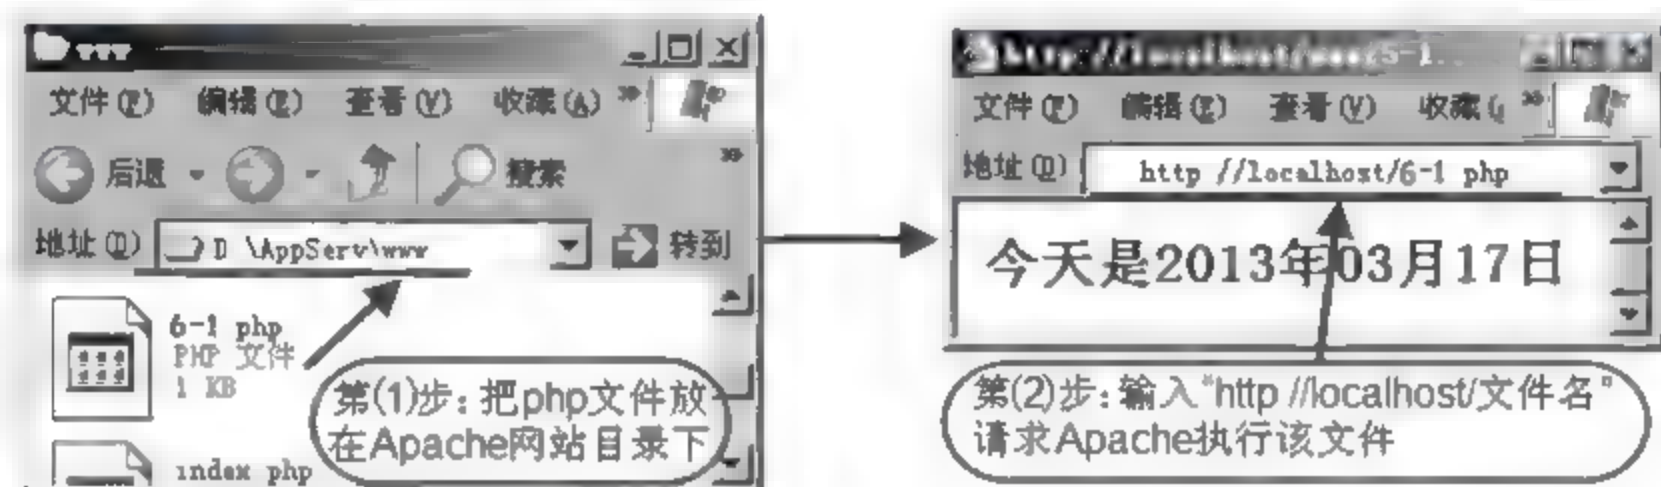 www
文件(F) 编辑(E) 查看(V) 收藏(A) »
后退 搜索 »
地址(D) D \AppServ\www 转到
6-1 php
PHP 文件
1 KB
第(1)步:把php文件放
在Apache网站目录下
index php
文件(F) 编辑(E) 查看(V) 收藏( »
地址(D) http //localhost/6-1 php
今天是2013年03月17日
第(2)步:输入"http //localhost/文件名"
请求Apache执行该文件